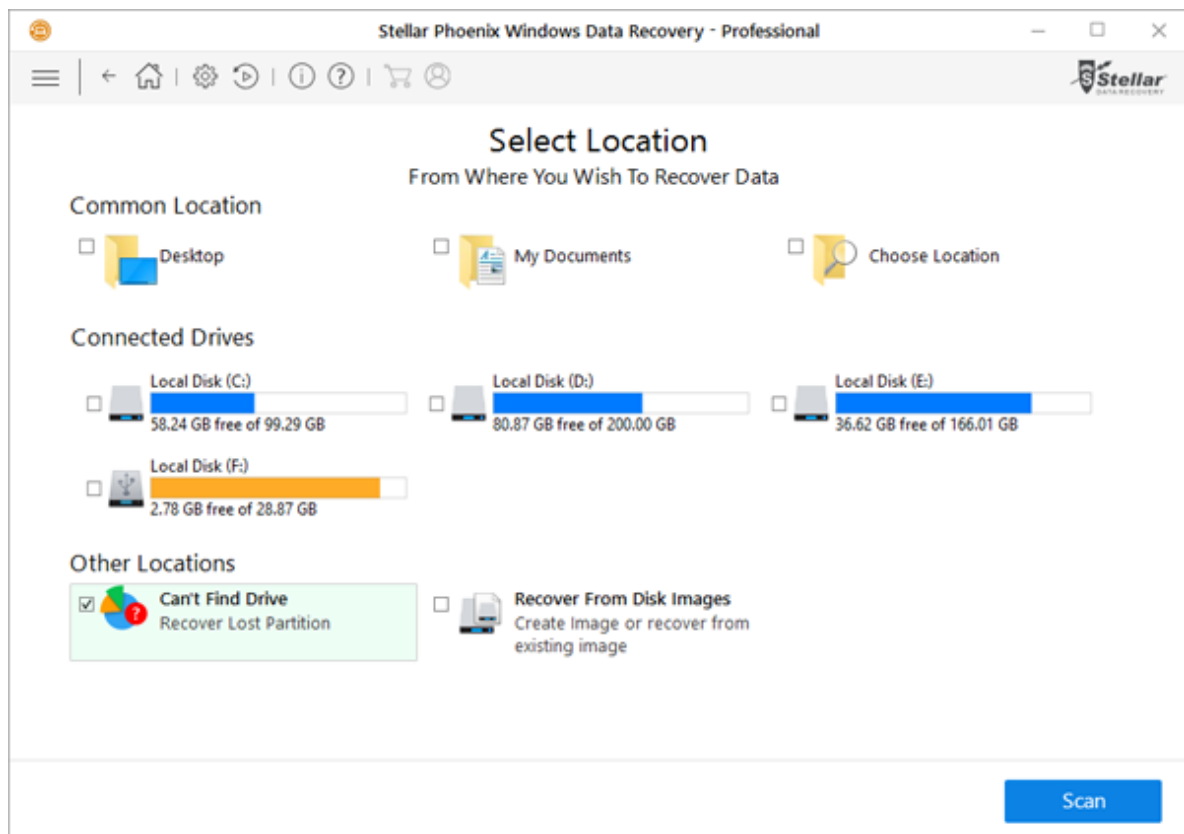 Stellar Phoenix Windows Data Recovery - Professional
Stellar
DATA RECOVERY
Select Location
From Where You Wish To Recover Data
Common Location
Desktop
My Documents
Choose Location
Connected Drives
Local Disk (C:)
58.24 GB free of 99.29 GB
Local Disk (D:)
80.87 GB free of 200.00 GB
Local Disk (E:)
36.62 GB free of 166.01 GB
Local Disk (F:)
2.78 GB free of 28.87 GB
Other Locations
Can't Find Drive
Recover Lost Partition
Recover From Disk Images
Create Image or recover from
existing image
Scan